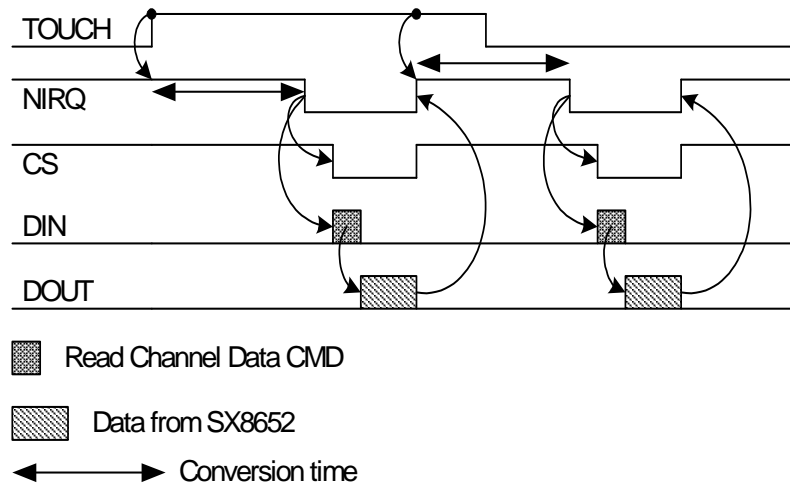 TOUCH
NIRQ
CS
DIN
DOUT
Read Channel Data CMD
Data from SX8652
Conversion time